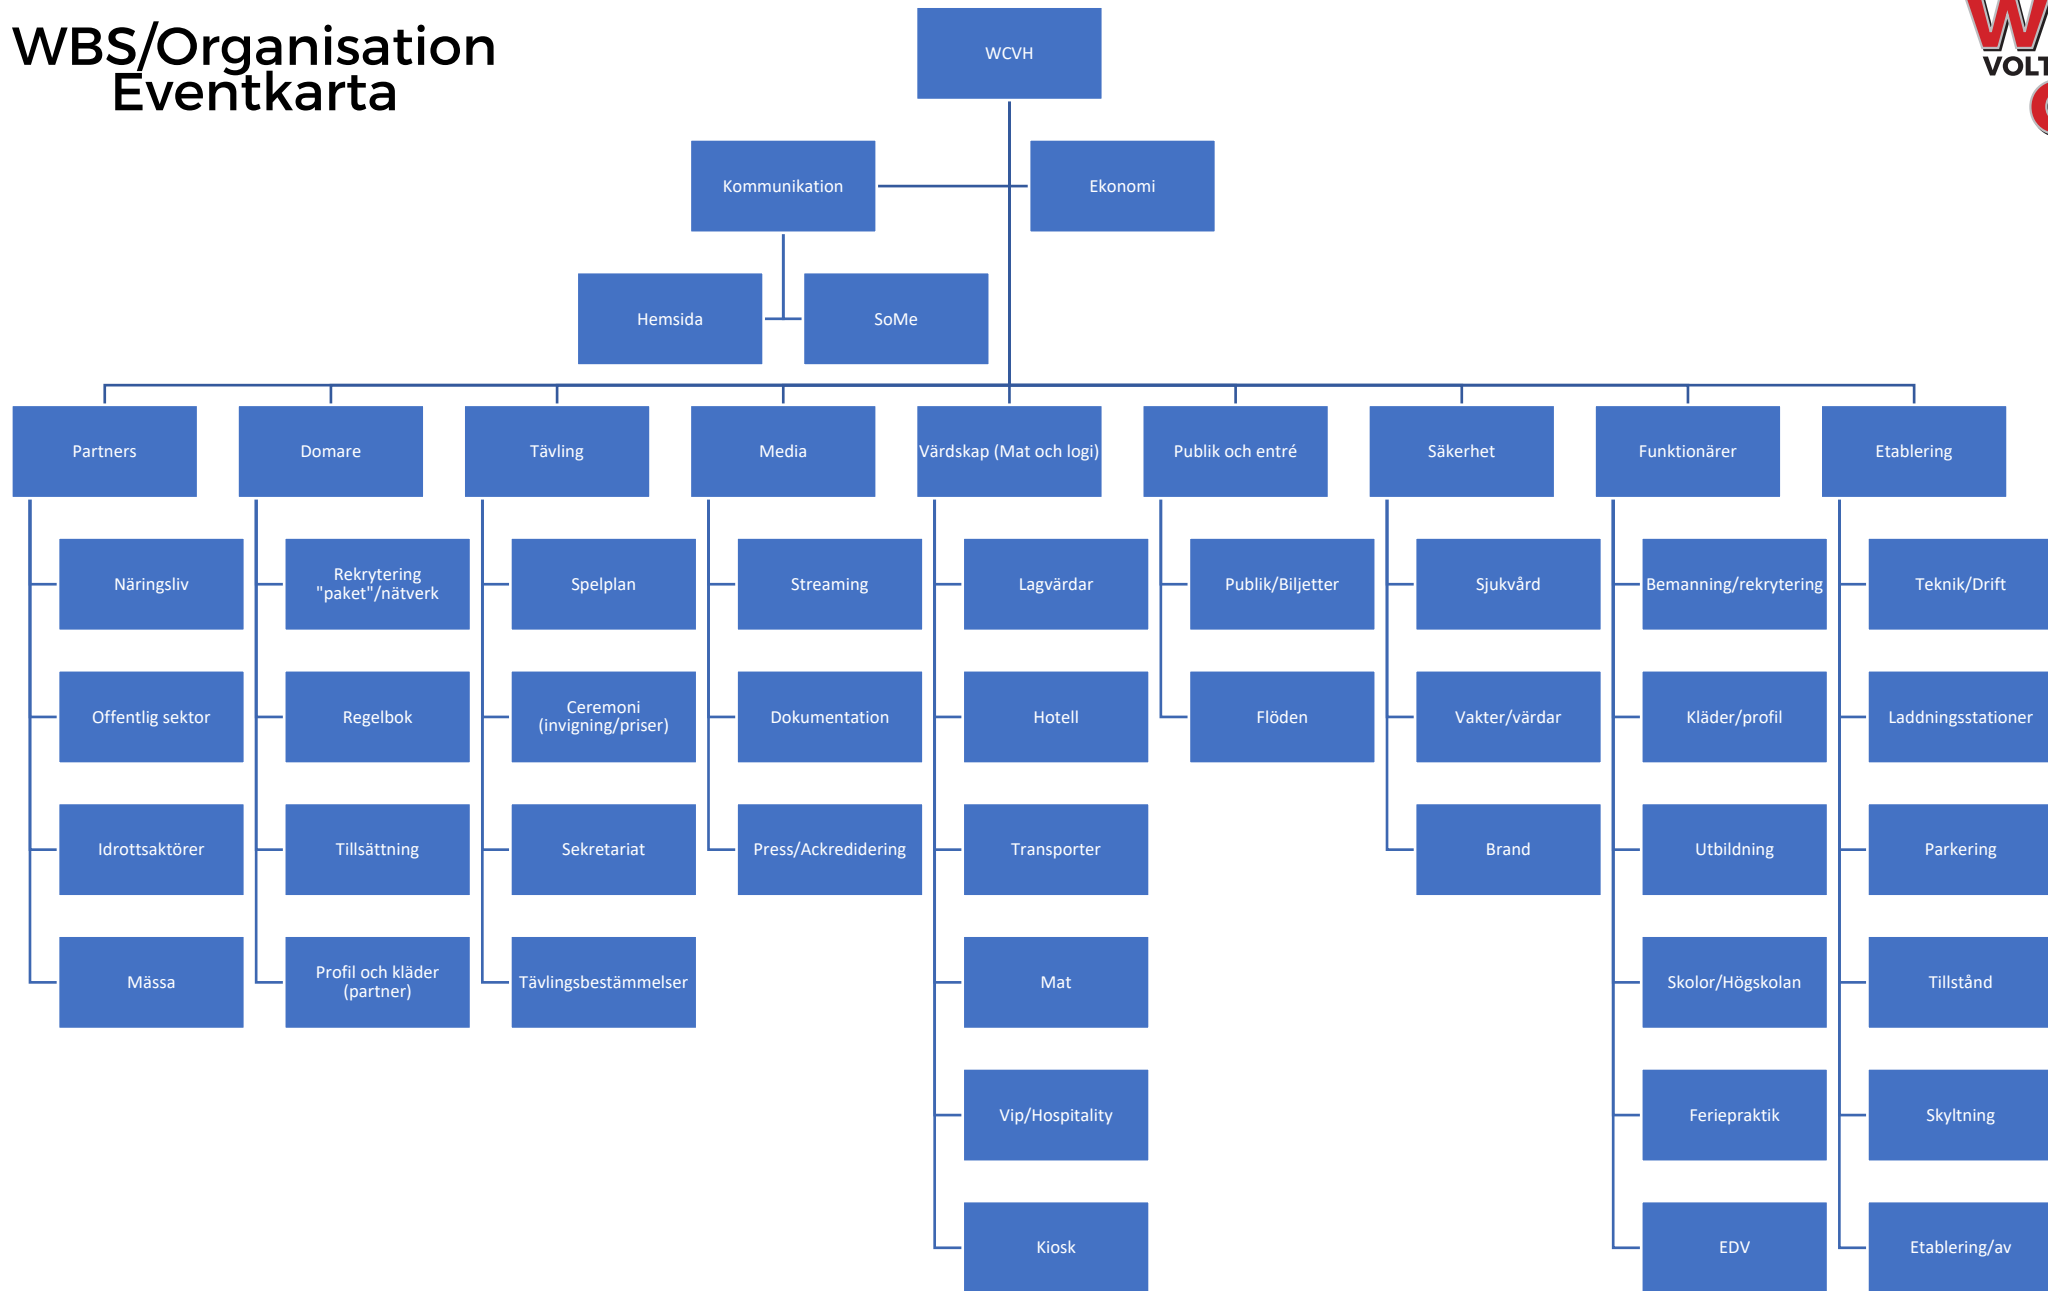 WBS/Organisation
Eventkarta
WCVH
VOLT
Kommunikation
Ekonomi
Hemsida
SoMe
Partners
Domare
Tävling
Media
Värdskap (Mat och logi)
Publik och entré
Säkerhet
Funktionärer
Etablering
Näringsliv
Rekrytering
"paket"/nätverk
Spelplan
Streaming
Lagvärdar
Publik/Biljetter
Sjukvård
Bemanning/rekrytering
Teknik/Drift
Offentlig sektor
Regelbok
Ceremoni
(invigning/priser)
Dokumentation
Hotell
Flöden
Vakter/värdar
Kläder/profil
Laddningsstationer
Idrottsaktörer
Tillsättning
Sekretariat
Press/Ackredidering
Transporter
Brand
Utbildning
Parkering
Mässa
Profil och kläder
(partner)
Tävlingsbestämmelser
Mat
Skolor/Högskolan
Tillstånd
Vip/Hospitality
Feriepraktik
Skyltning
Kiosk
EDV
Etablering/av